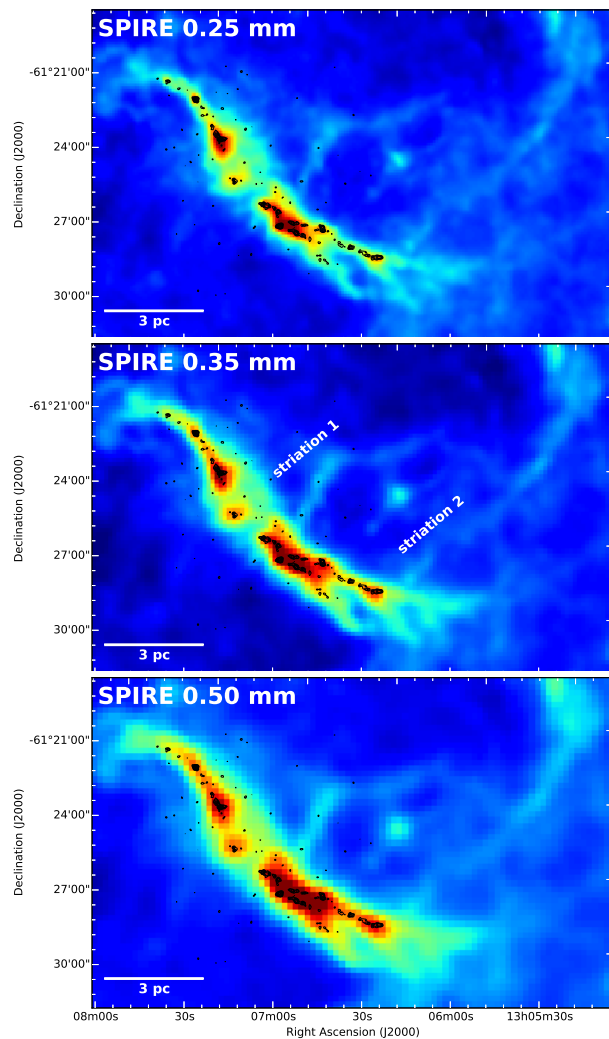 SPIRE 0.25 mm
-61°21'00"
24'00"
27'00"
30'00"
Declination (J2000)
3 pc
SPIRE 0.35 mm
-61°21'00"
24'00"
27'00"
30'00"
Declination (J2000)
striation 1
striation 2
3 pc
SPIRE 0.50 mm
-61°21'00"
24'00"
27'00"
30'00"
Declination (J2000)
3 pc
08m00s 30s 07m00s 30s 06m00s 13h05m30s
Right Ascension (J2000)